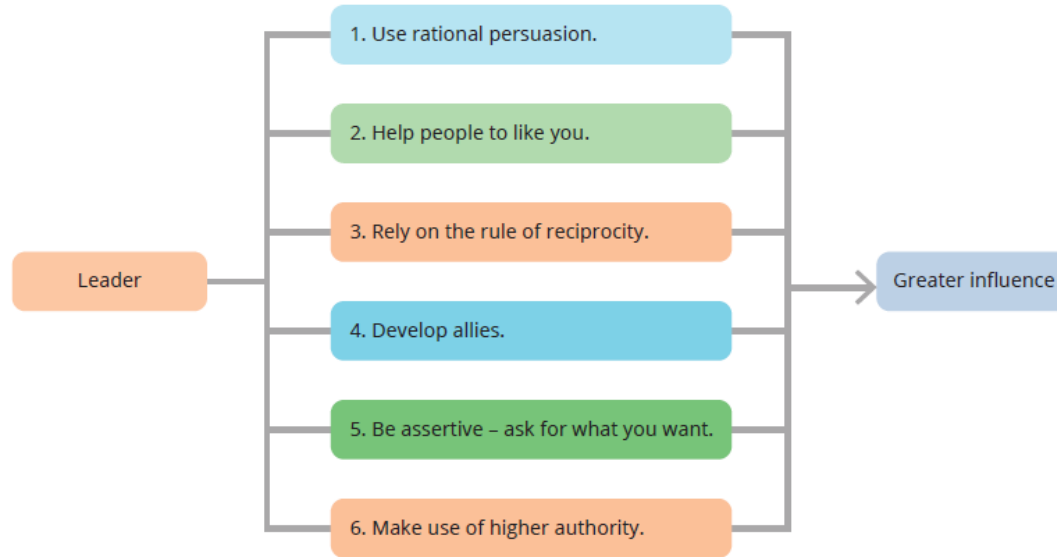 1. Use rational persuasion.
2. Help people to like you.
3. Rely on the rule of reciprocity.
Leader
Greater influence
4. Develop allies.
5. Be assertive – ask for what you want.
6. Make use of higher authority.